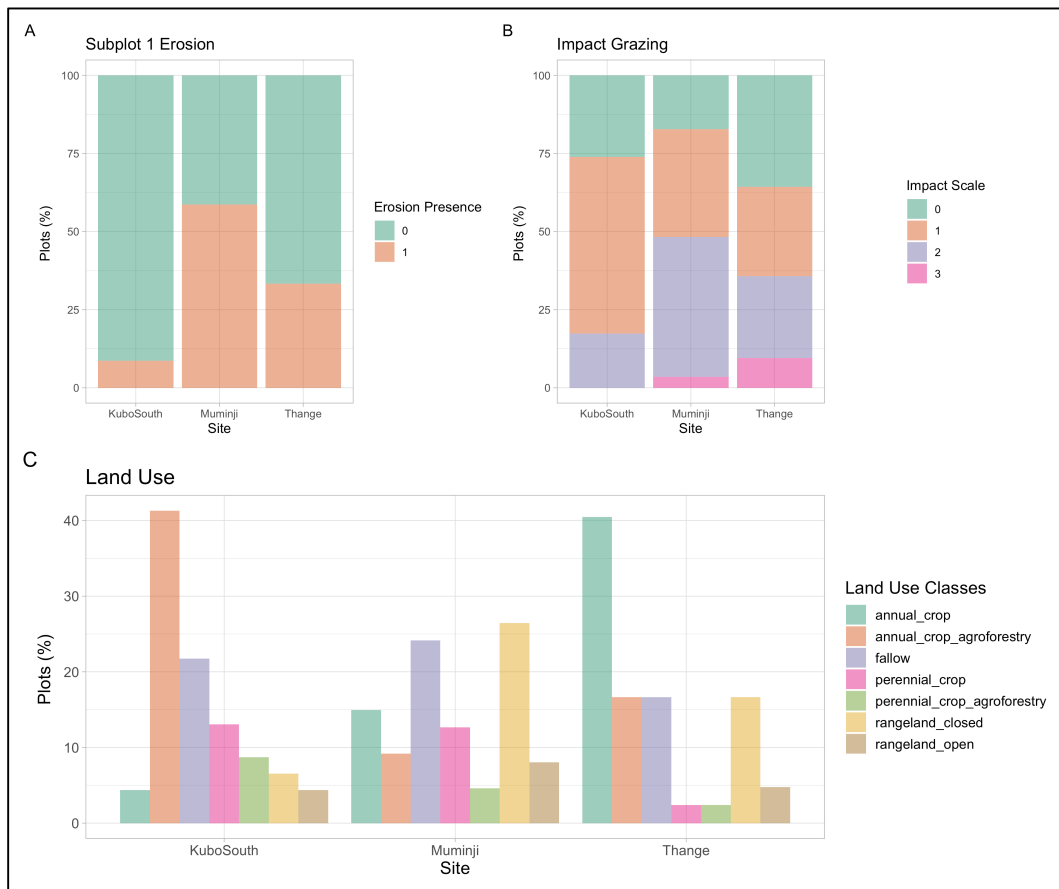 A
Subplot 1 Erosion
Plots (%)
100
75
50
25
0
KuboSouth Muminji Thange
Site
Erosion Presence
0
1
B
Impact Grazing
Plots (%)
100
75
50
25
0
KuboSouth Muminji Thange
Site
Impact Scale
0
1
2
3
C
Land Use
Plots (%)
40
30
20
10
0
KuboSouth Muminji Thange
Site
Land Use Classes
annual_crop
annual_crop_agroforestry
fallow
perennial_crop
perennial_crop_agroforestry
rangeland_closed
rangeland_open